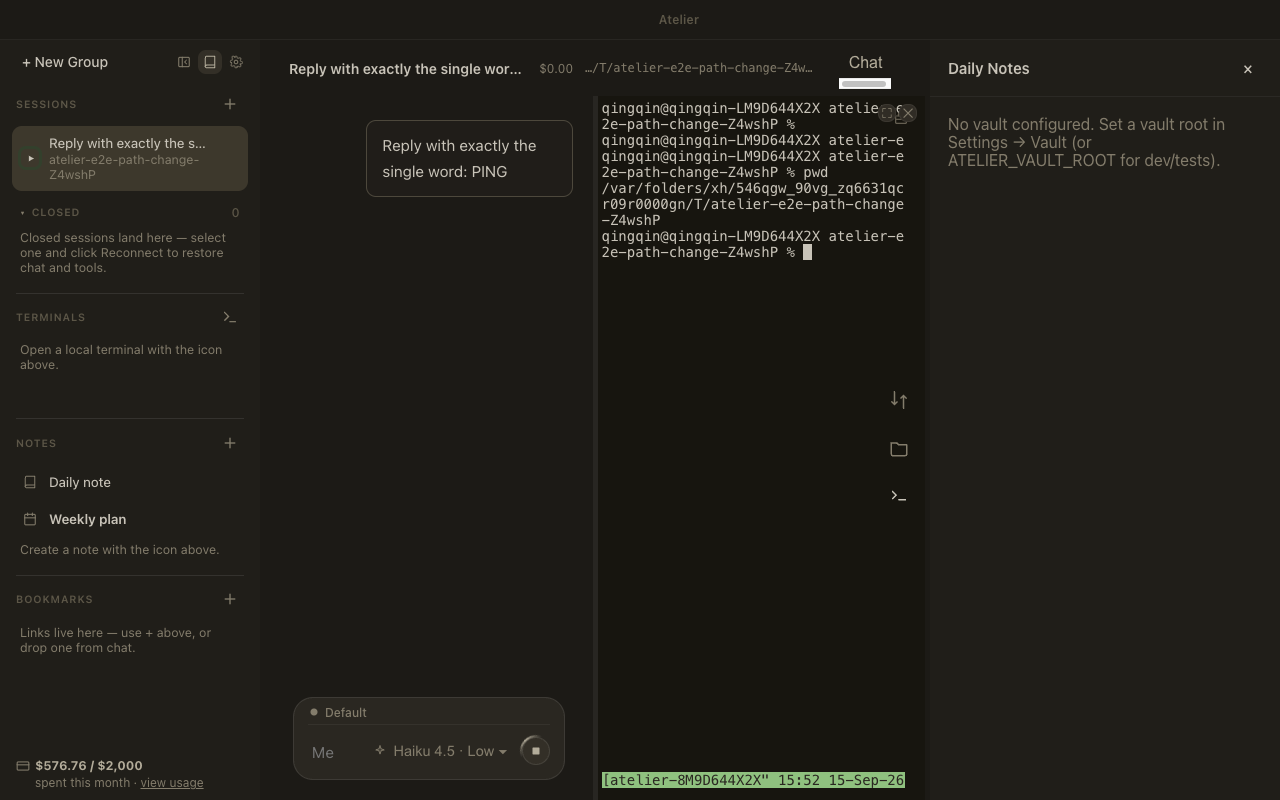 Atelier
+ New Group
SESSIONS
Reply with exactly the s...
atelier-e2e-path-change-
Z4wshP
CLOSED 0
Closed sessions land here — select
one and click Reconnect to restore
chat and tools.
TERMINALS
Open a local terminal with the icon
above.
NOTES
Daily note
Weekly plan
Create a note with the icon above.
BOOKMARKS
Links live here — use + above, or
drop one from chat.
$576.76 / $2,000
spent this month · view usage
Reply with exactly the single wor... $0.00 …/T/atelier-e2e-path-change-Z4w… Chat
Reply with exactly the
single word: PING
Default
Me Haiku 4.5 · Low
qingqin@qingqin-LM9D644X2X atelier-e
2e-path-change-Z4wshP %
qingqin@qingqin-LM9D644X2X atelier-e
qingqin@qingqin-LM9D644X2X atelier-e
2e-path-change-Z4wshP % pwd
/var/folders/xh/546qgw_90vg_zq6631qc
r09r0000gn/T/atelier-e2e-path-change
-Z4wshP
qingqin@qingqin-LM9D644X2X atelier-e
2e-path-change-Z4wshP %
[atelier-8M9D644X2X" 15:52 15-Sep-26
Daily Notes
No vault configured. Set a vault root in
Settings → Vault (or
ATELIER_VAULT_ROOT for dev/tests).